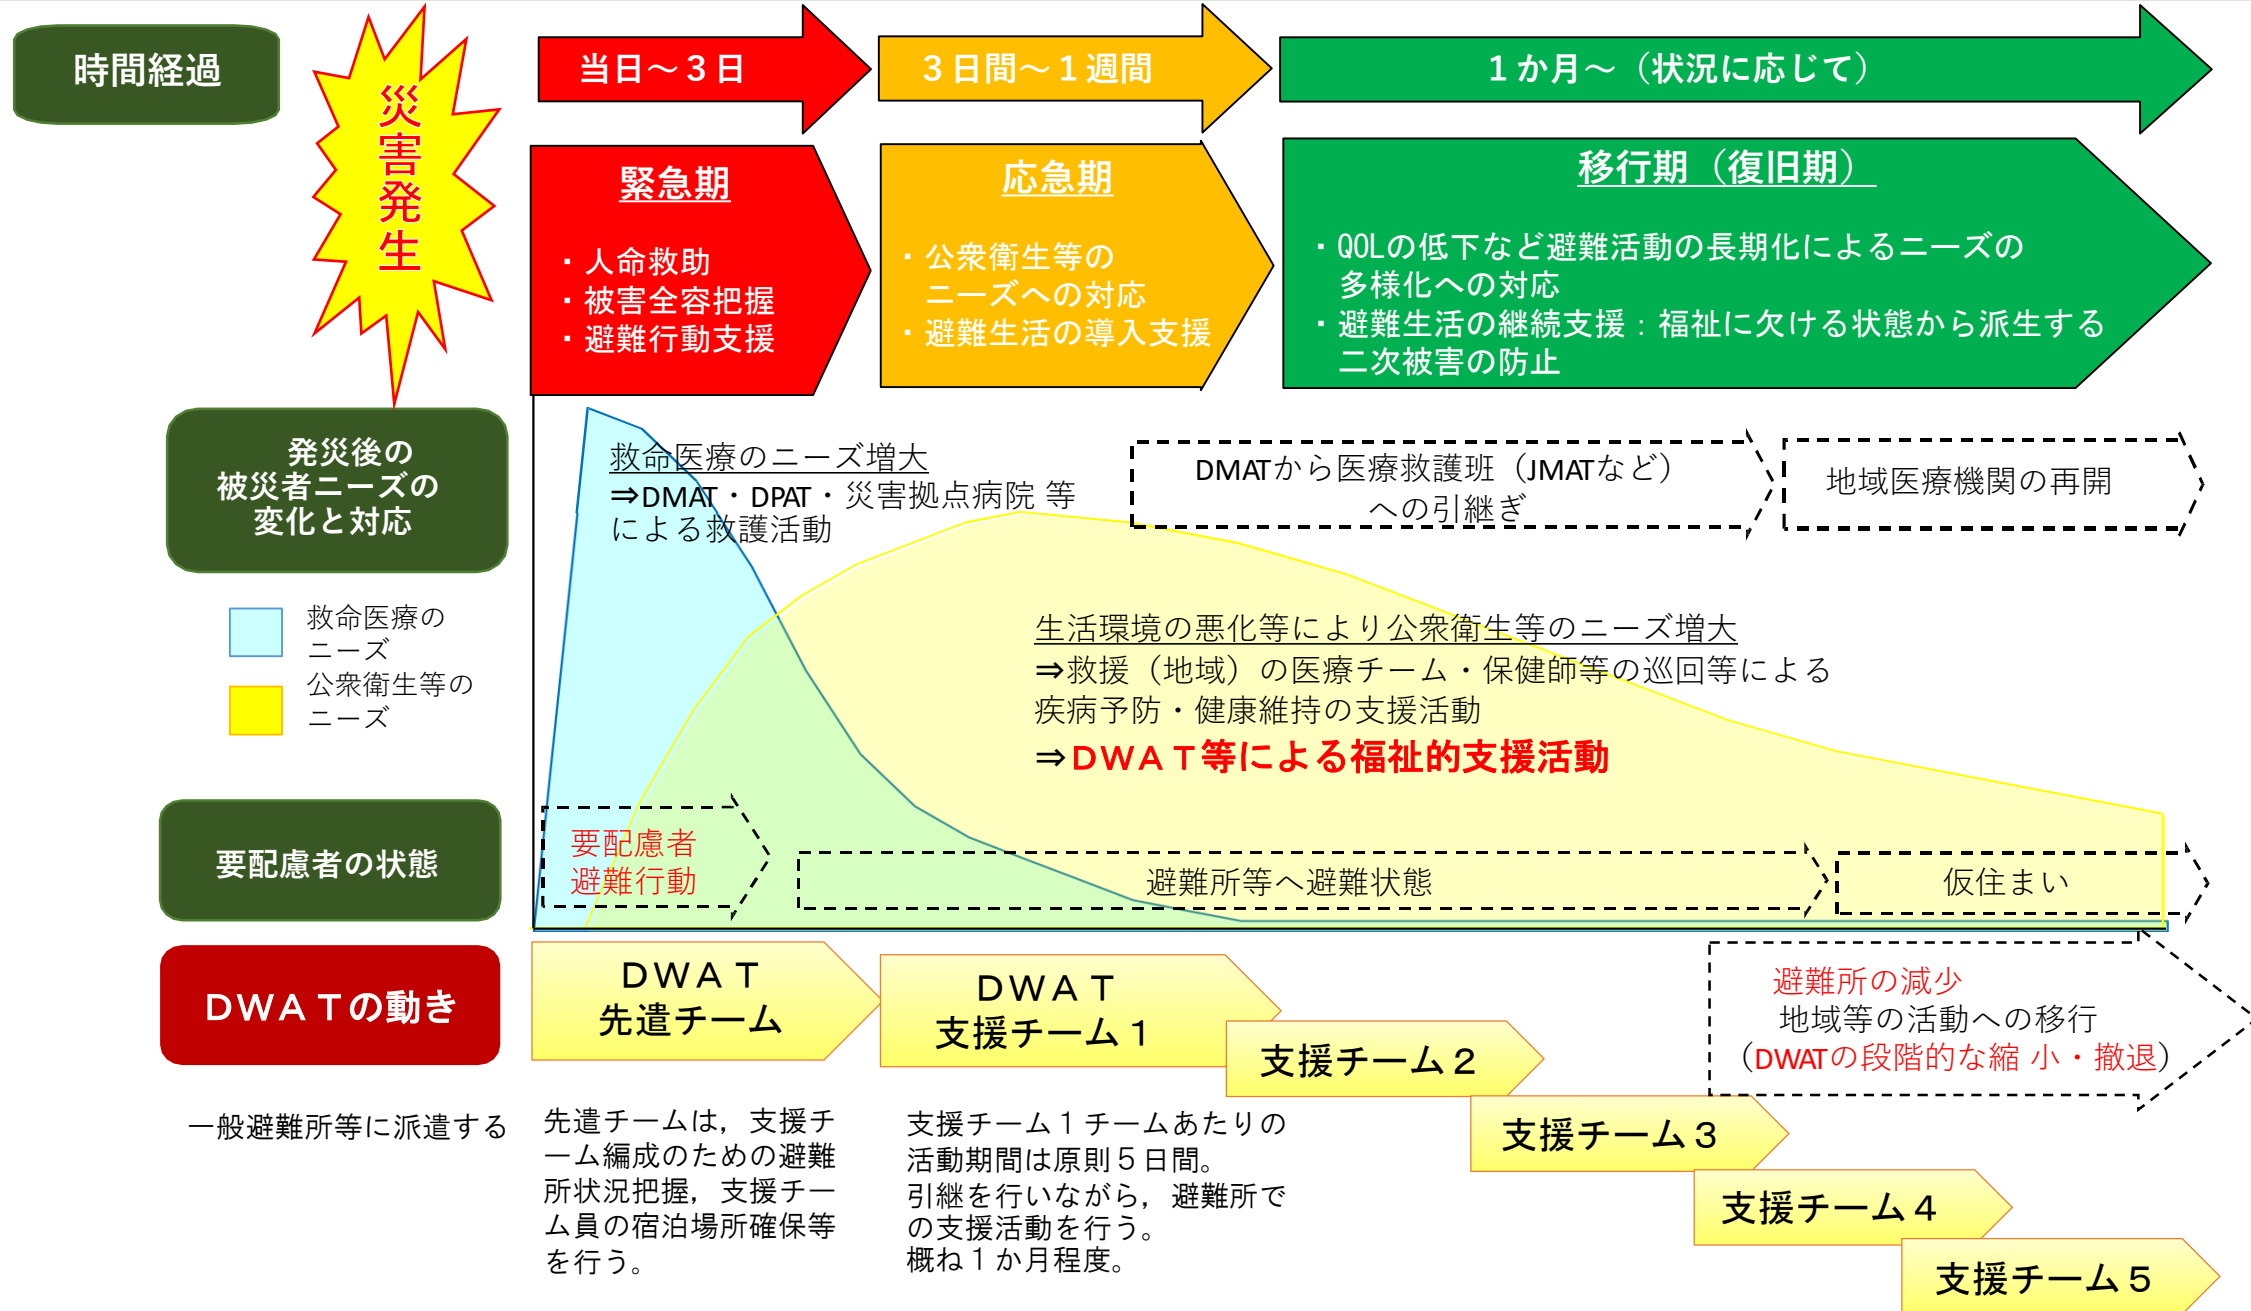 時間経過
災害発生
当日～３日
３日間～１週間
１か月～（状況に応じて）
緊急期
・人命救助
・被害全容把握
・避難行動支援
応急期
・公衆衛生等の
ニーズへの対応
・避難生活の導入支援
移行期（復旧期）
・QOLの低下など避難活動の長期化によるニーズの
多様化への対応
・避難生活の継続支援：福祉に欠ける状態から派生する
二次被害の防止
発災後の
被災者ニーズの
変化と対応
救命医療のニーズ増大
⇒DMAT・DPAT・災害拠点病院 等
による救護活動
DMATから医療救護班（JMATなど）
への引継ぎ
地域医療機関の再開
救命医療の
ニーズ
公衆衛生等の
ニーズ
生活環境の悪化等により公衆衛生等のニーズ増大
⇒救援（地域）の医療チーム・保健師等の巡回等による
疾病予防・健康維持の支援活動
⇒ＤＷＡＴ等による福祉的支援活動
要配慮者の状態
要配慮者
避難行動
避難所等へ避難状態
仮住まい
ＤＷＡＴの動き
ＤＷＡＴ
先遣チーム
ＤＷＡＴ
支援チーム１
支援チーム２
支援チーム３
支援チーム４
支援チーム５
避難所の減少
地域等の活動への移行
（DWATの段階的な縮 小・撤退）
一般避難所等に派遣する
先遣チームは，支援チ
ーム編成のための避難
所状況把握，支援チー
ム員の宿泊場所確保等
を行う。
支援チーム１チームあたりの
活動期間は原則５日間。
引継を行いながら，避難所で
の支援活動を行う。
概ね１か月程度。